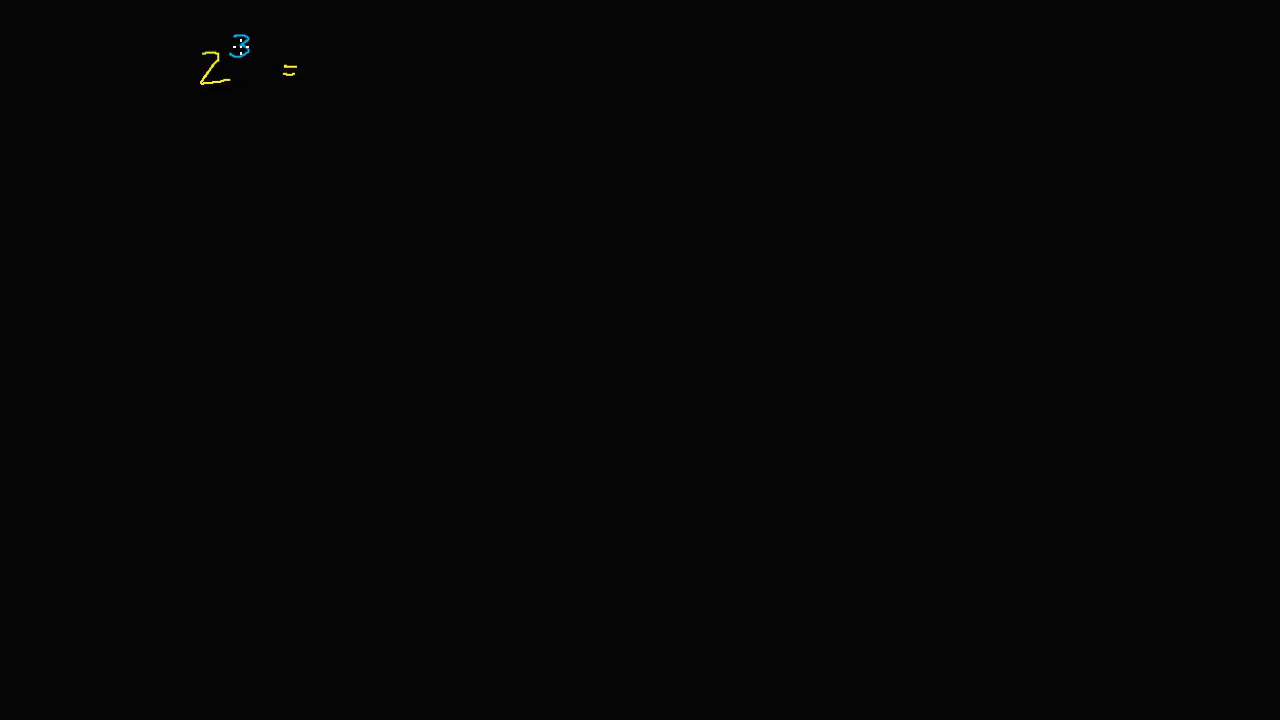 2³ =